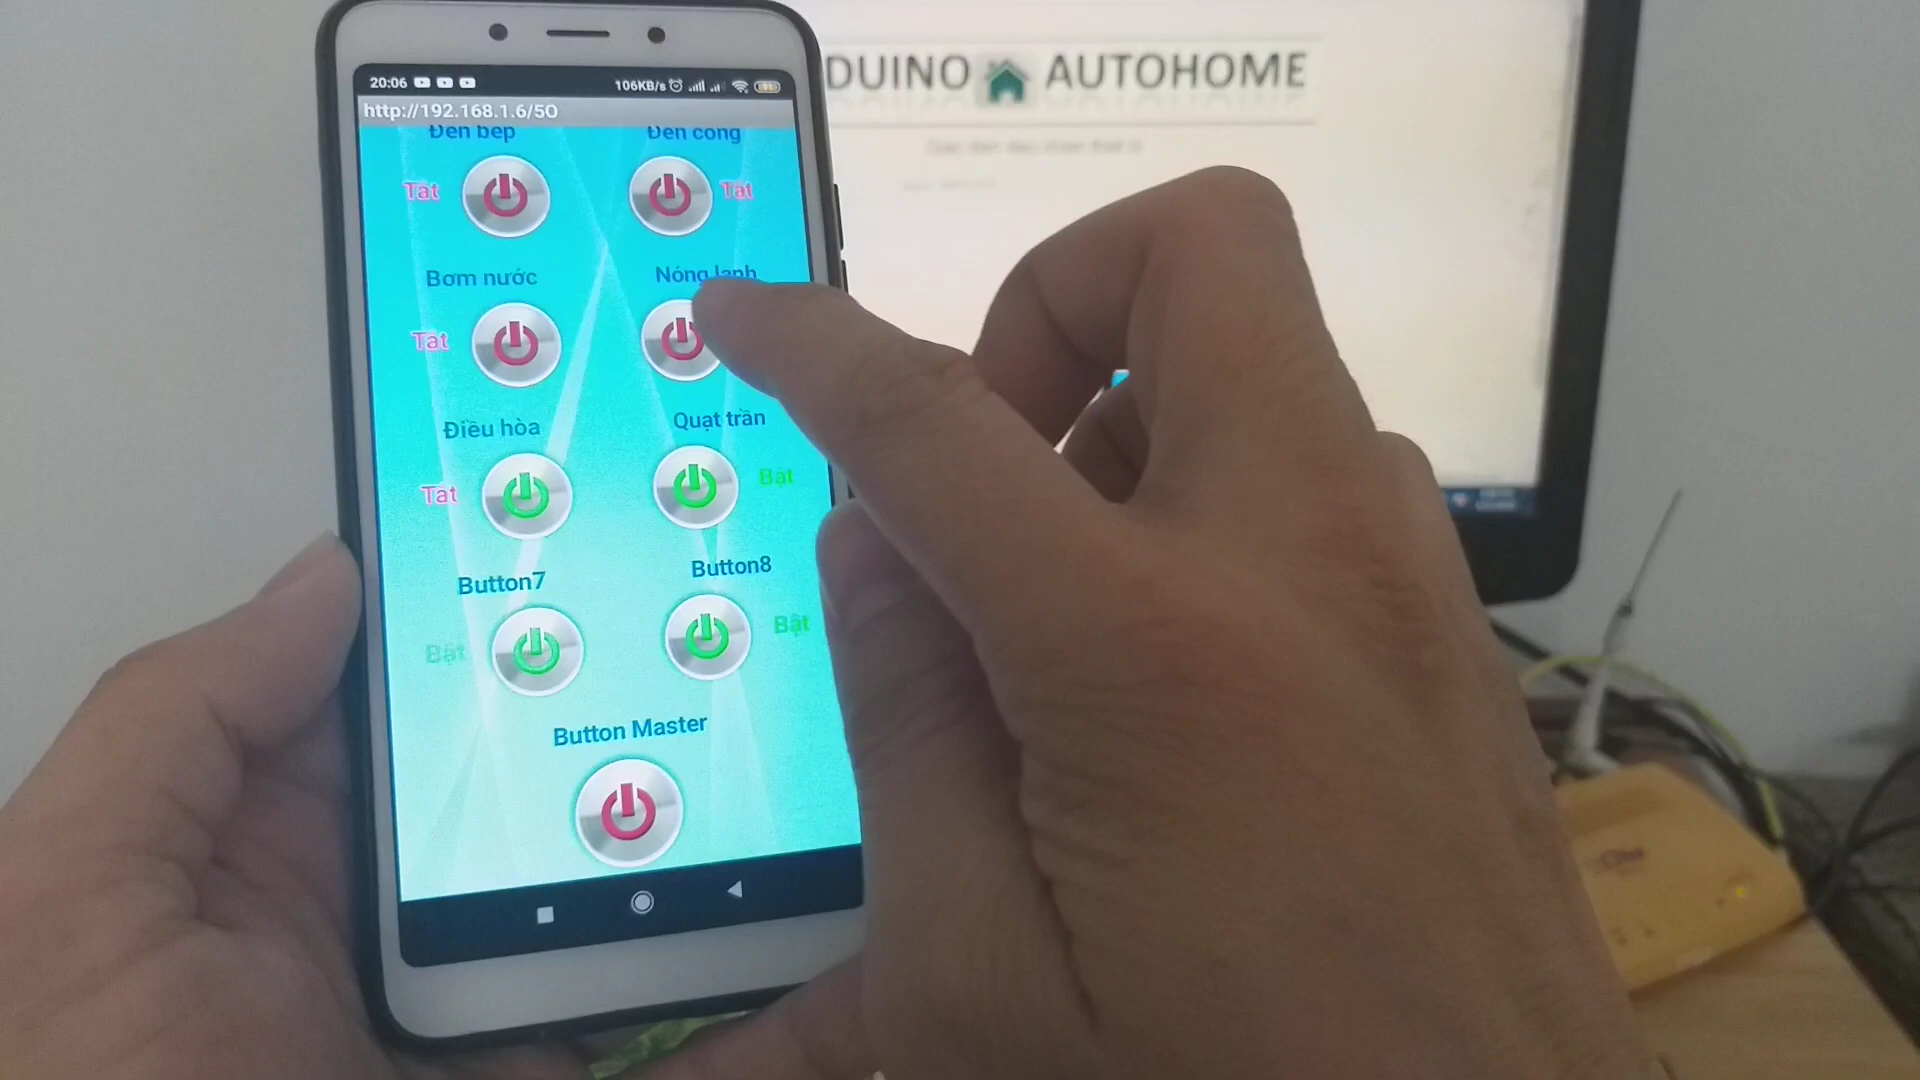 20:06 106KB/s
http://192.168.1.6/5O
Đèn bếp Đèn cổng
Tắt Tắt
Bơm nước Nóng lạnh
Tắt
Điều hòa Quạt trần
Tắt Bật
Button7 Button8
Bật Bật
Button Master
DUINO AUTOHOME